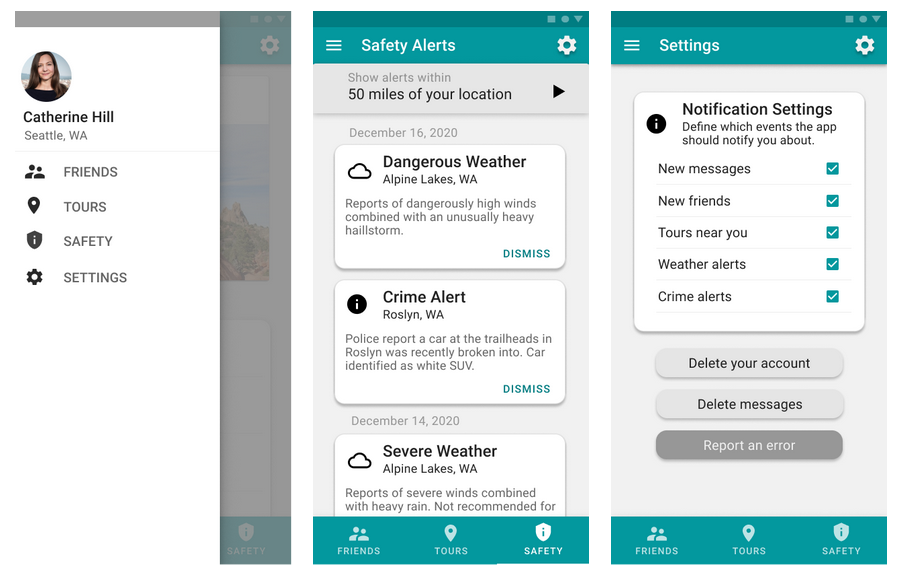 Catherine Hill
Seattle, WA
FRIENDS
TOURS
SAFETY
SETTINGS
SAFETY
Safety Alerts
Show alerts within
50 miles of your location
December 16, 2020
Dangerous Weather
Alpine Lakes, WA
Reports of dangerously high winds
combined with an unusually heavy
haillstorm.
DISMISS
Crime Alert
Roslyn, WA
Police report a car at the trailheads in
Roslyn was recently broken into. Car
identified as white SUV.
DISMISS
December 14, 2020
Severe Weather
Alpine Lakes, WA
Reports of severe winds combined
with heavy rain. Not recommended for
FRIENDS TOURS SAFETY
Settings
Notification Settings
Define which events the app
should notify you about.
New messages
New friends
Tours near you
Weather alerts
Crime alerts
Delete your account
Delete messages
Report an error
FRIENDS TOURS SAFETY